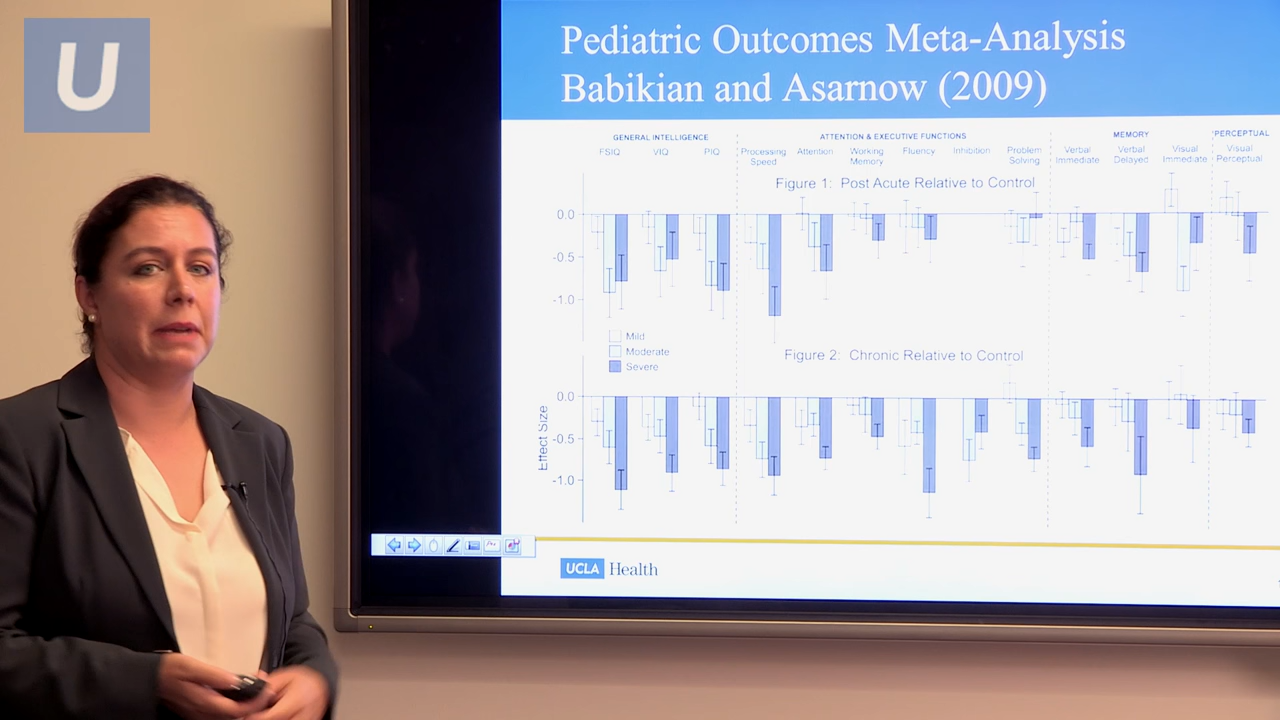 U
Pediatric Outcomes Meta-Analysis
Babikian and Asarnow (2009)
GENERAL INTELLIGENCE
ATTENTION & EXECUTIVE FUNCTIONS
MEMORY
PERCEPTUAL
FSIQ
VIQ
PIQ
Processing Speed
Attention
Working Memory
Fluency
Inhibition
Problem Solving
Verbal Immediate
Verbal Delayed
Visual Immediate
Visual Perceptual
Figure 1: Post Acute Relative to Control
0.0
-0.5
-1.0
Mild
Moderate
Severe
Figure 2: Chronic Relative to Control
0.0
-0.5
-1.0
Effect Size
UCLA Health